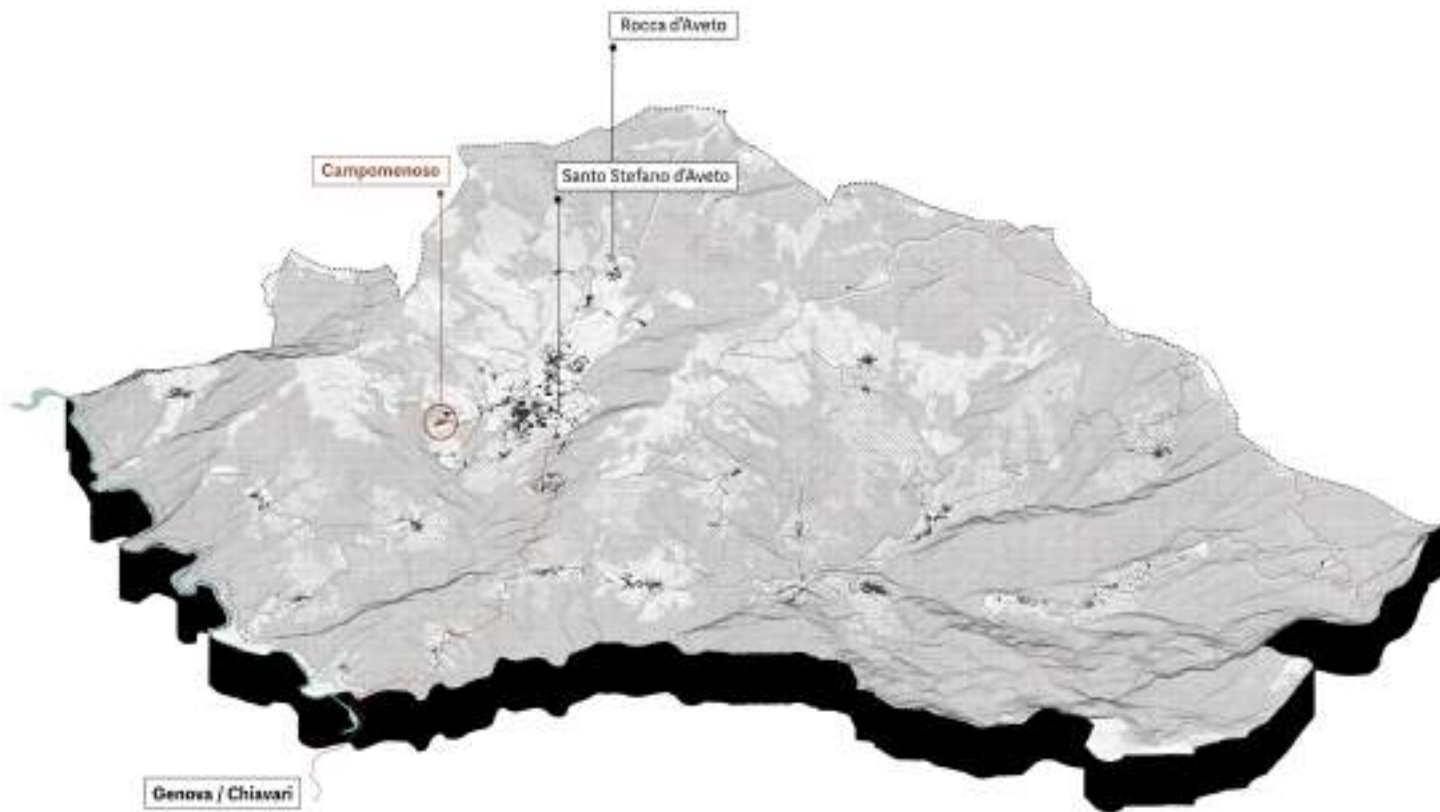 Rocca d'Aveto
Campomenoso
Santo Stefano d'Aveto
Genova / Chiavari